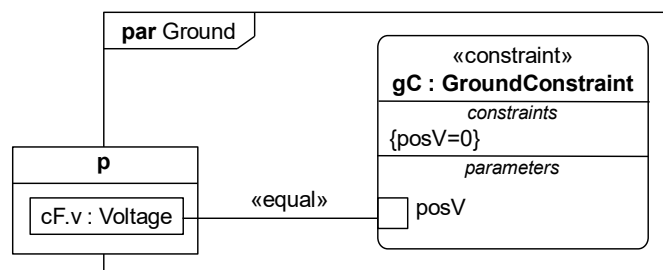 par Ground
«constraint»
gC : GroundConstraint
constraints
{posV=0}
parameters
posV
p
cF.v : Voltage
«equal»